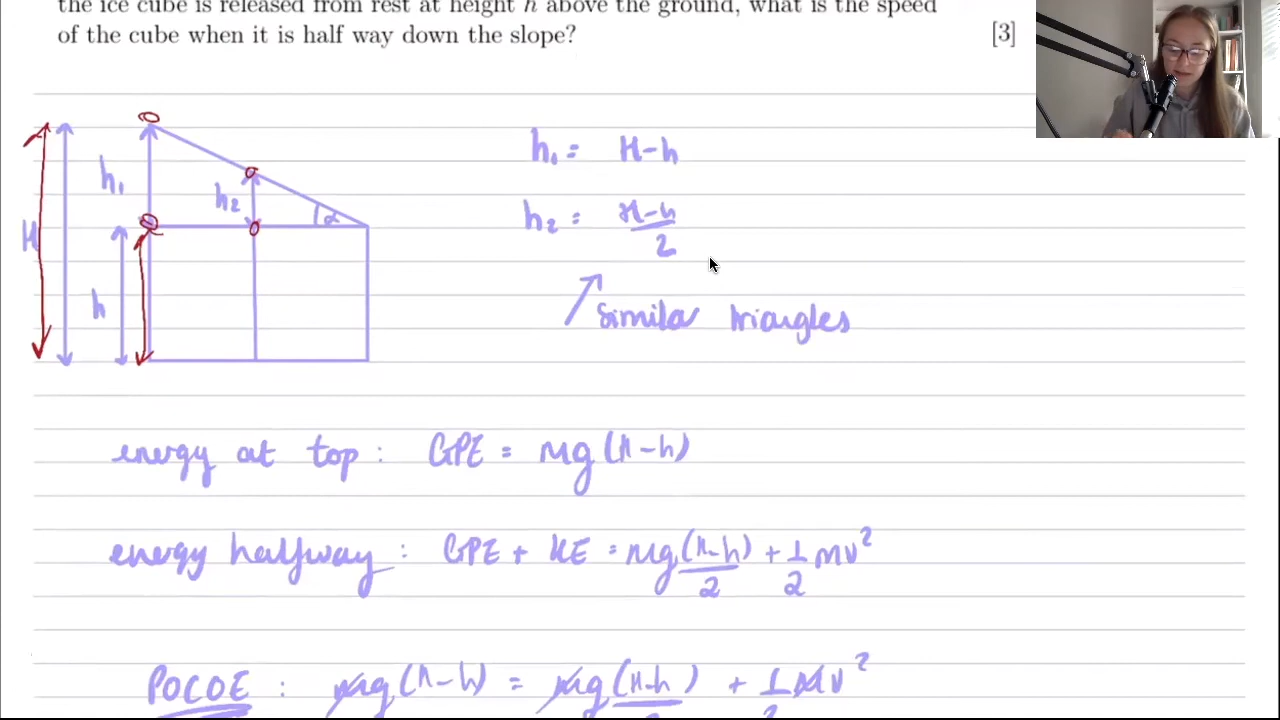 the ice cube is released from rest at height h above the ground, what is the speed
of the cube when it is half way down the slope? [3]
h₁ = H-h
h₁
h₂
h₂ = H-h/2
H
α
h
similar triangles
energy at top : GPE = mg(H-h)
energy halfway : GPE + KE = mg(H-h)/2 + 1/2 mv²
POCOE : mg(H-h) = mg(H-h)/2 + 1/2 mv²